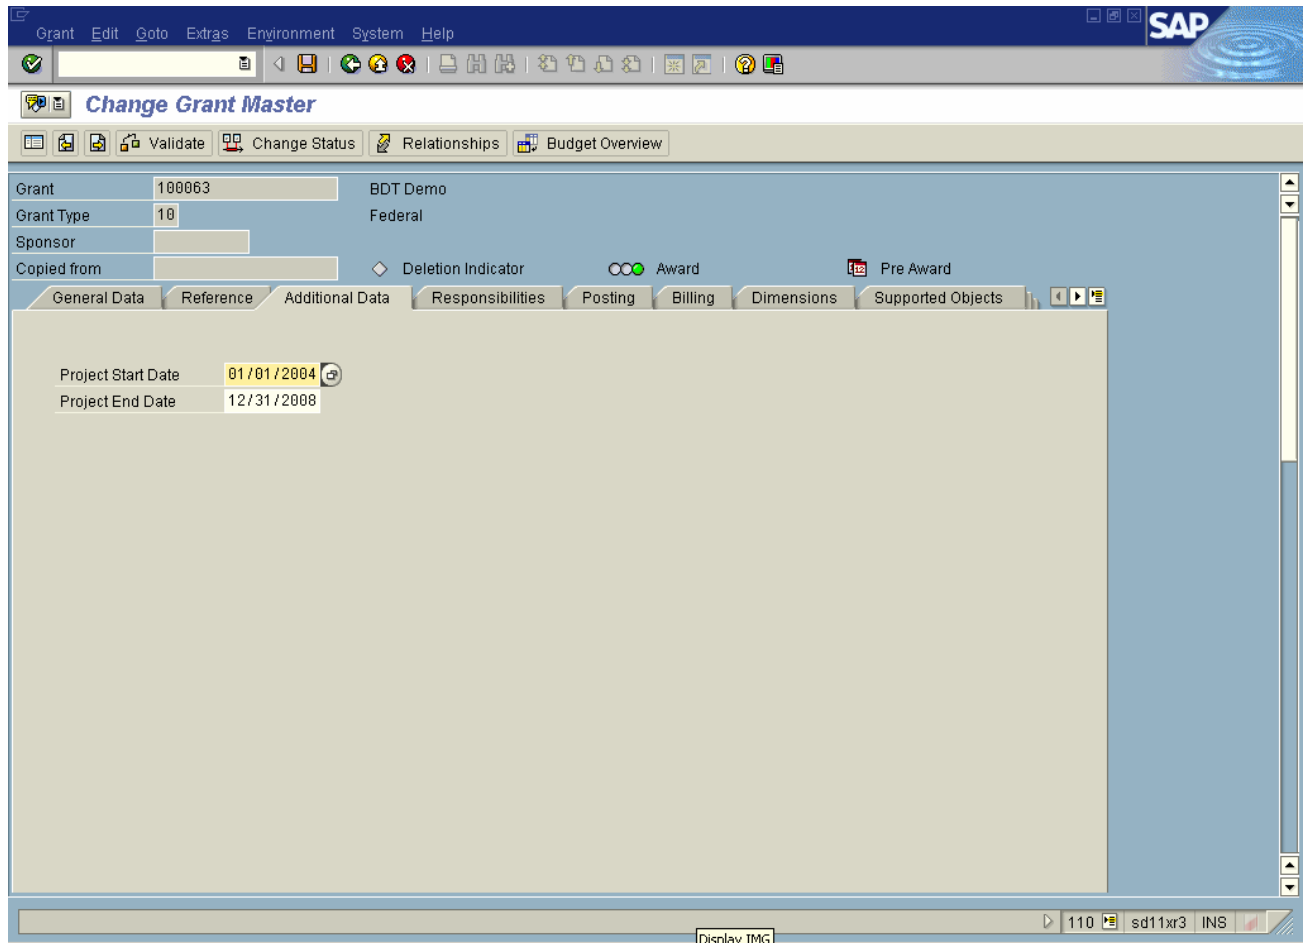 SAP
Grant Edit Goto Extras Environment System Help
Change Grant Master
Validate Change Status Relationships Budget Overview
Grant 100063 BDT Demo
Grant Type 10 Federal
Sponsor
Copied from Deletion Indicator Award Pre Award
General Data Reference Additional Data Responsibilities Posting Billing Dimensions Supported Objects
Project Start Date 01/01/2004
Project End Date 12/31/2008
110 sd11xr3 INS
Display IMG